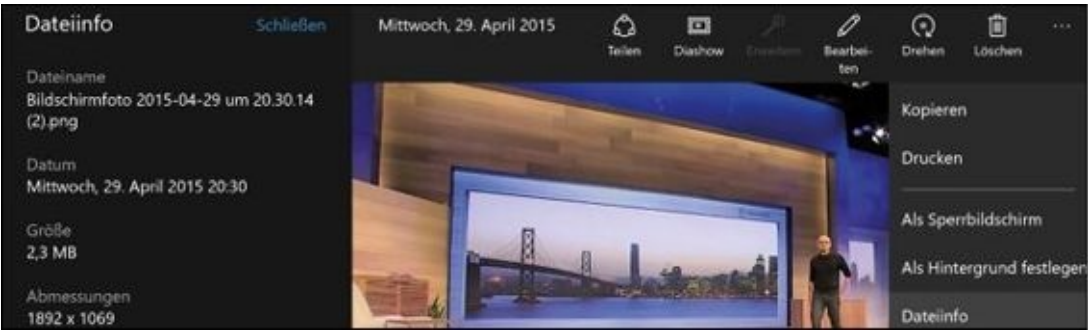 Dateiinfo
Schließen
Dateiname
Bildschirmfoto 2015-04-29 um 20.30.14
(2).png
Datum
Mittwoch, 29. April 2015 20:30
Größe
2,3 MB
Abmessungen
1892 x 1069
Mittwoch, 29. April 2015
Teilen
Diashow
Erweitern
Bearbei-
ten
Drehen
Löschen
Kopieren
Drucken
Als Sperrbildschirm
Als Hintergrund festlegen
Dateiinfo